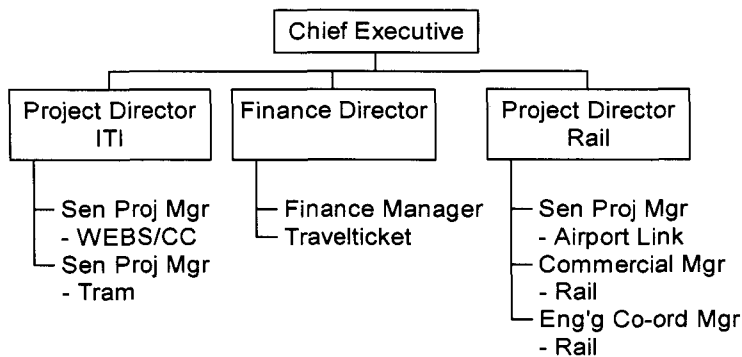 Chief Executive
Project Director
ITI
Finance Director
Project Director
Rail
Sen Proj Mgr
- WEBS/CC
Sen Proj Mgr
- Tram
Finance Manager
Travelticket
Sen Proj Mgr
- Airport Link
Commercial Mgr
- Rail
Eng'g Co-ord Mgr
- Rail